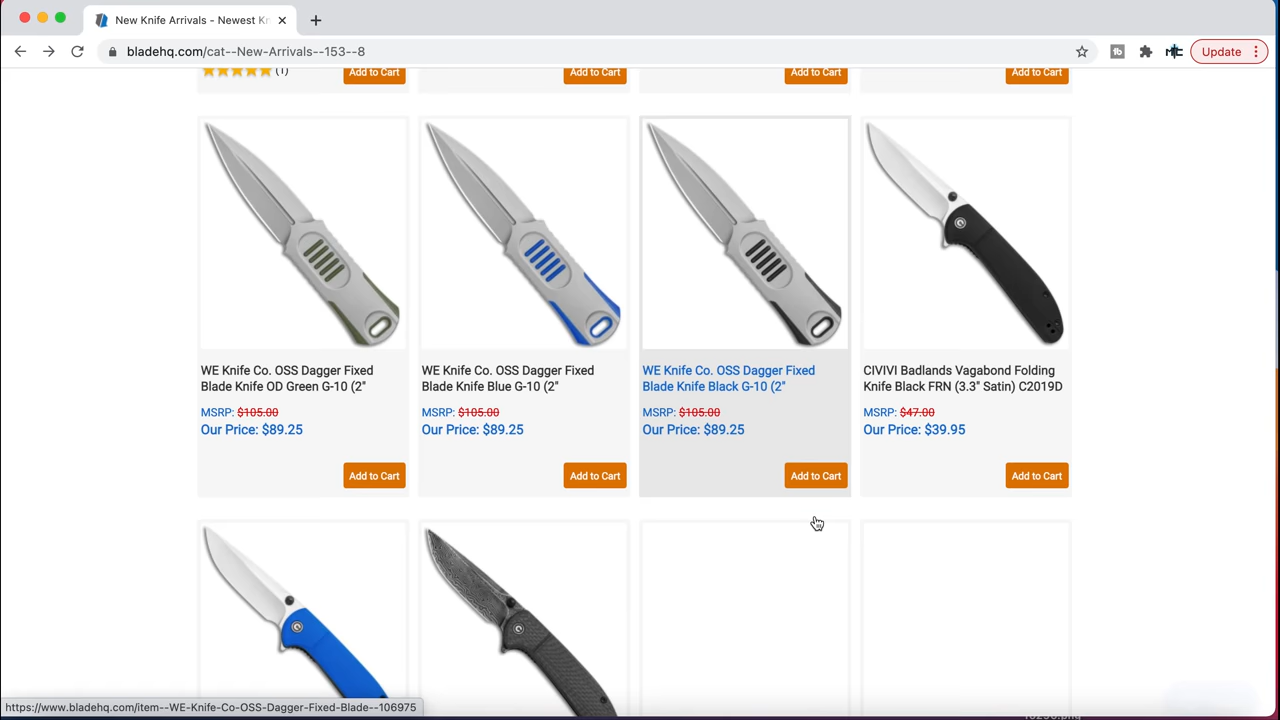 New Knife Arrivals - Newest Kn
bladehq.com/cat--New-Arrivals--153--8
Update
(1)
Add to Cart
Add to Cart
Add to Cart
Add to Cart
WE Knife Co. OSS Dagger Fixed
Blade Knife OD Green G-10 (2"
MSRP: $105.00
Our Price: $89.25
Add to Cart
WE Knife Co. OSS Dagger Fixed
Blade Knife Blue G-10 (2"
MSRP: $105.00
Our Price: $89.25
Add to Cart
WE Knife Co. OSS Dagger Fixed
Blade Knife Black G-10 (2"
MSRP: $105.00
Our Price: $89.25
Add to Cart
CIVIVI Badlands Vagabond Folding
Knife Black FRN (3.3" Satin) C2019D
MSRP: $47.00
Our Price: $39.95
Add to Cart
https://www.bladehq.com/item--WE-Knife-Co-OSS-Dagger-Fixed-Blade--106975